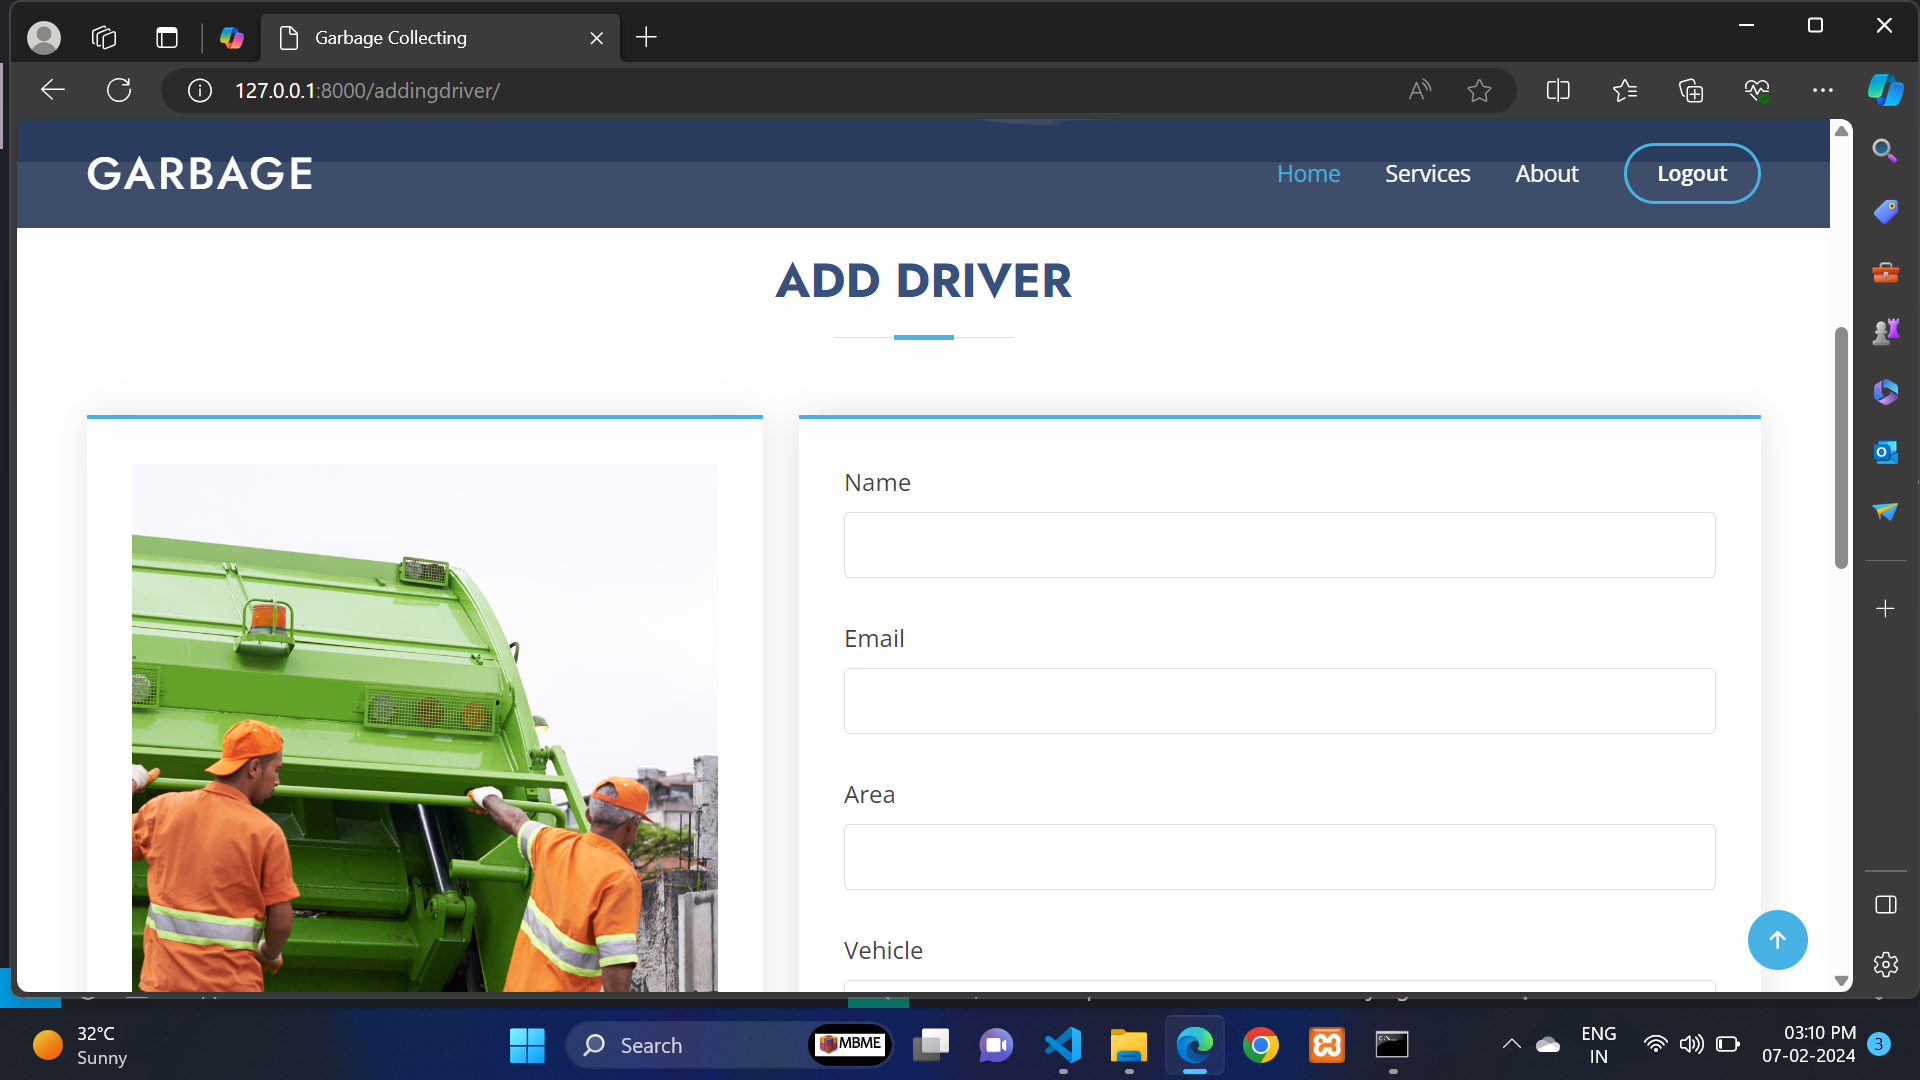 Garbage Collecting
127.0.0.1:8000/addingdriver/
GARBAGE
Home
Services
About
Logout
ADD DRIVER
Name
Email
Area
Vehicle
32°C
Sunny
Search
MBME
ENG
IN
03:10 PM
07-02-2024
3